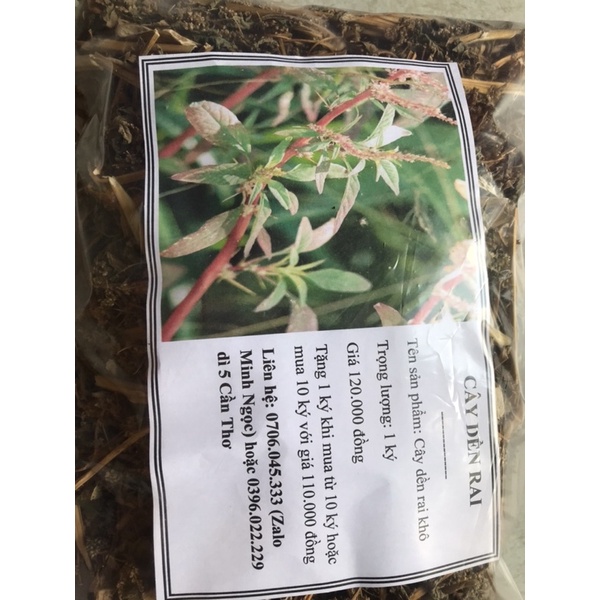 CÂY DỀN RAI
Tên sản phẩm: Cây dền rai khô
Trọng lượng: 1 ký
Giá 120.000 đồng
Tặng 1 ký khi mua từ 10 ký hoặc
mua 10 ký với giá 110.000 đồng
Liên hệ: 0706.045.333 (Zalo
Minh Ngọc) hoặc 0396.022.229
dì 5 Cần Thơ